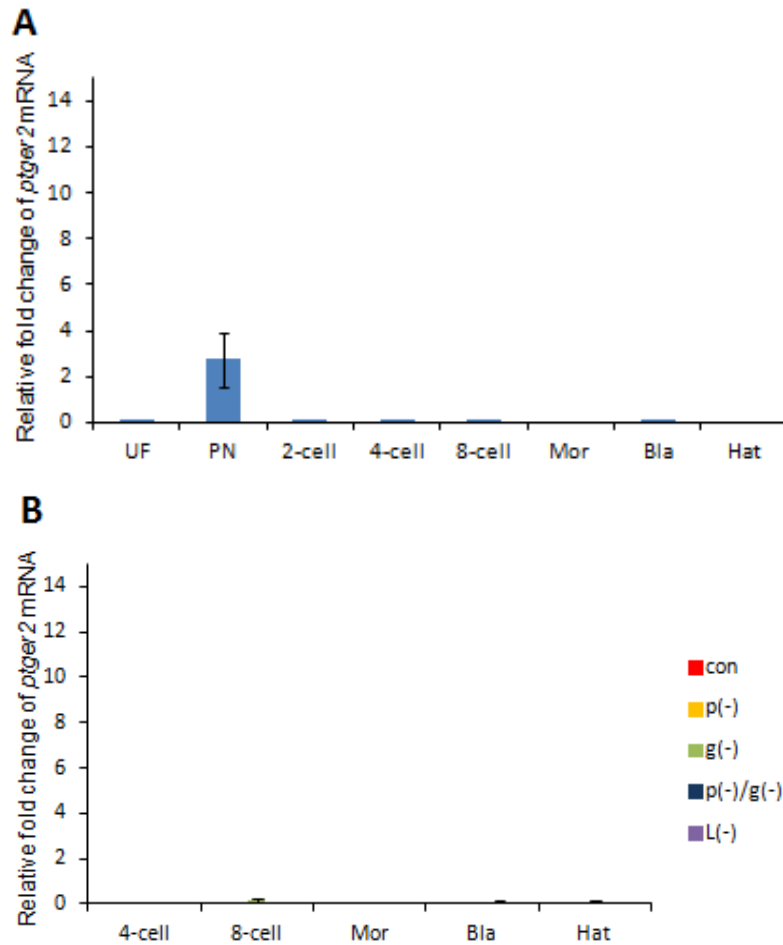 A
Relative fold change of ptger2 mRNA
14
12
10
8
6
4
2
0
UF PN 2-cell 4-cell 8-cell Mor Bla Hat
B
Relative fold change of ptger2 mRNA
14
12
10
8
6
4
2
0
4-cell 8-cell Mor Bla Hat
con
p(-)
g(-)
p(-)/g(-)
L(-)